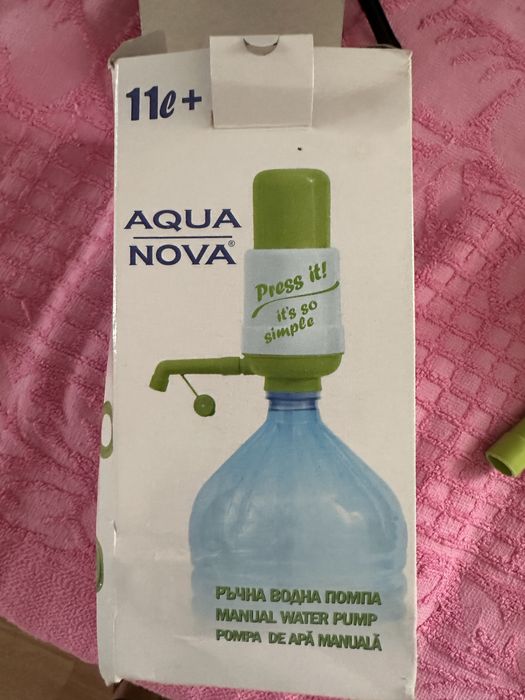 11ℓ+
AQUA
NOVA®
Press it!
it's so
simple
РЪЧНА ВОДНА ПОМПА
MANUAL WATER PUMP
POMPA DE APĂ MANUALĂ